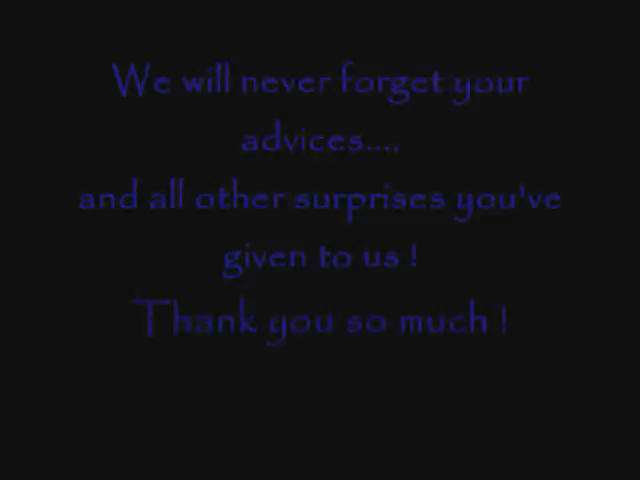 We will never forget your
advices....
and all other surprises you've
given to us !
Thank you so much !